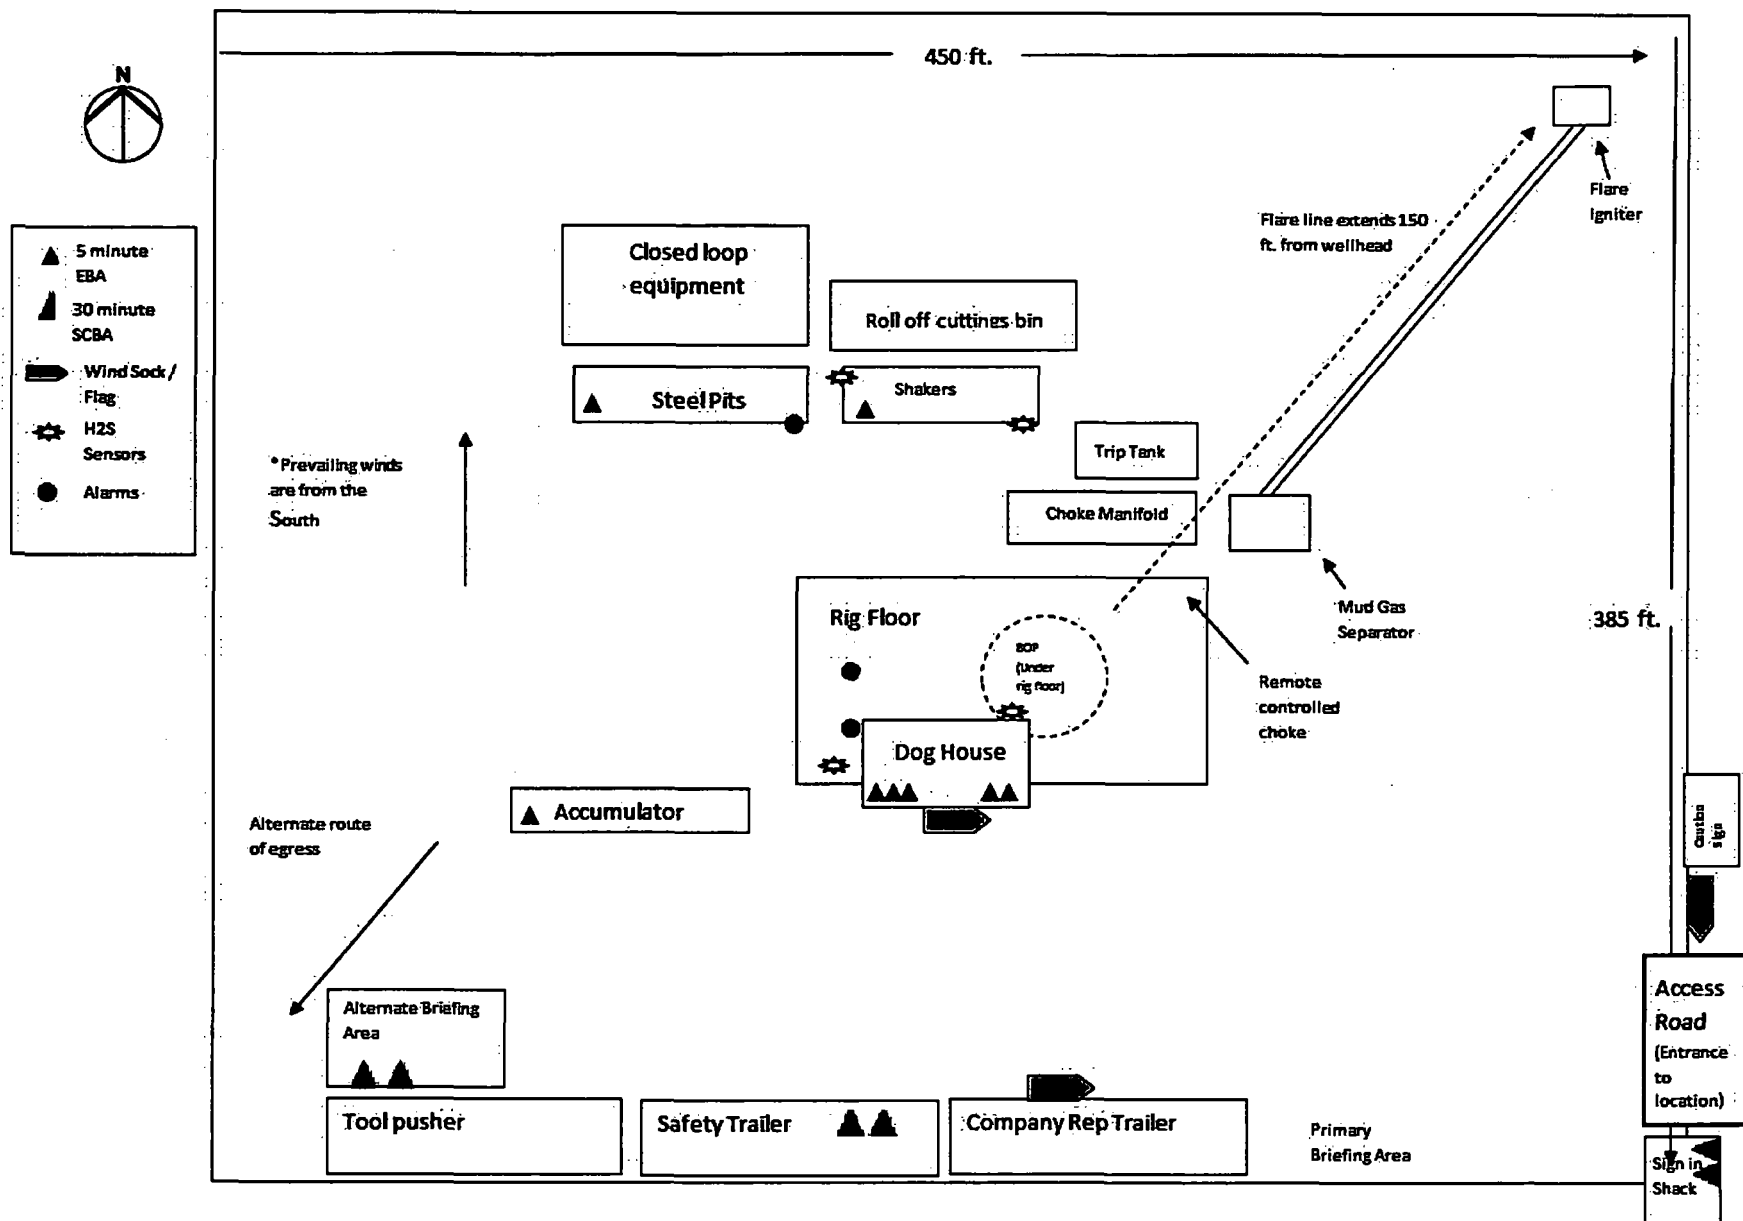 450 ft.
N
Flare
Igniter
Flare line extends 150
ft. from wellhead
5 minute
EBA
30 minute
SCBA
Wind Sock /
Flag
H2S
Sensors
Alarms
Closed loop
equipment
Roll off cuttings bin
Steel Pits
Shakers
Trip Tank
Choke Manifold
*Prevailing winds
are from the
South
Rig Floor
BOP
(Under
rig floor)
Mud Gas
Separator
385 ft.
Remote
controlled
choke
Dog House
Accumulator
Caution
sign
Alternate route
of egress
Alternate Briefing
Area
Access
Road
(Entrance
to
location)
Tool pusher
Safety Trailer
Company Rep Trailer
Primary
Briefing Area
Sign in
Shack